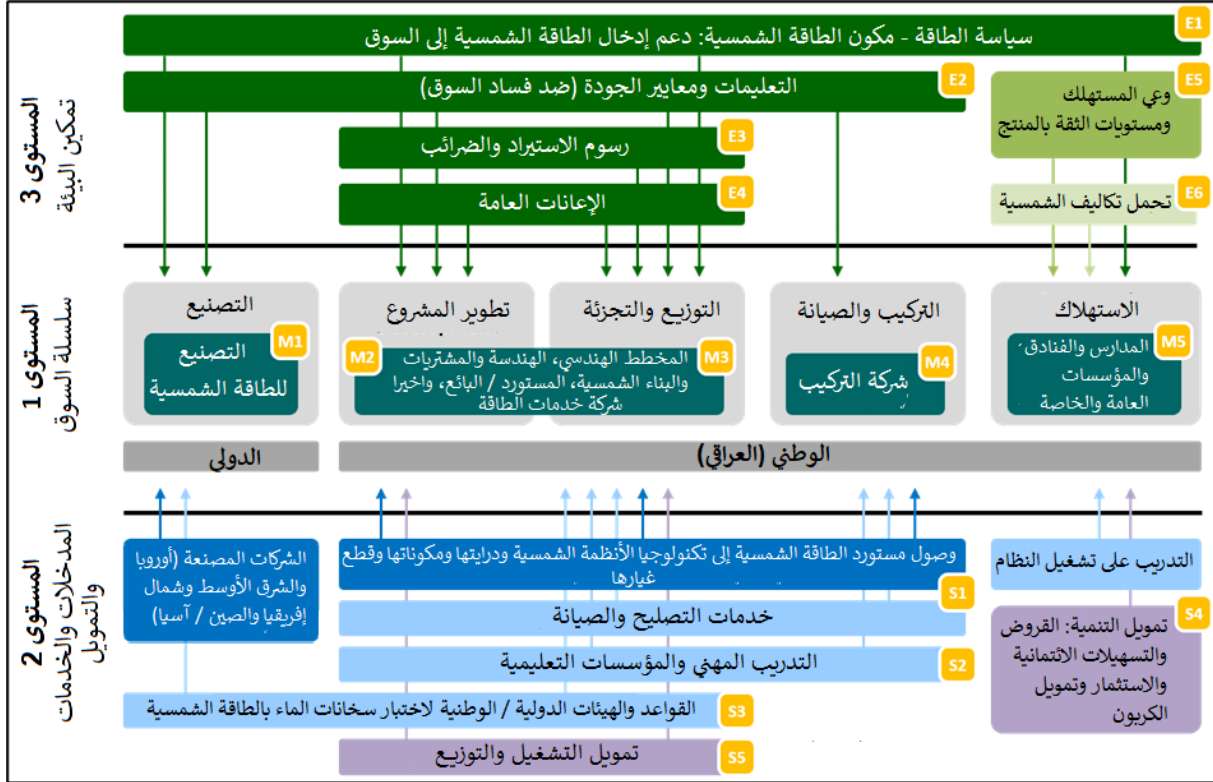 المستوى 3
تمكين البيئة
E1
سياسة الطاقة - مكون الطاقة الشمسية: دعم إدخال الطاقة الشمسية إلى السوق
E2
التعليمات ومعايير الجودة (ضد فساد السوق)
E5
وعي المستهلك
ومستويات الثقة بالمنتج
E3
رسوم الاستيراد والضرائب
E4
الإعانات العامة
E6
تحمل تكاليف الشمسية
المستوى 1
سلسلة السوق
الاستهلاك
M5
المدارس والفنادق
والمؤسسات
العامة والخاصة
التركيب والصيانة
M4
شركة التركيب
التوزيع والتجزئة
تطوير المشروع
M3
M2
المخطط الهندسي، الهندسة والمشتريات
والبناء الشمسية، المستورد / البائع، واخيرا
شركة خدمات الطاقة
التصنيع
M1
التصنيع
للطاقة الشمسية
الوطني (العراقي)
الدولي
المستوى 2
المدخلات والخدمات
والتمويل
التدريب على تشغيل النظام
وصول مستورد الطاقة الشمسية إلى تكنولوجيا الأنظمة الشمسية ودرايتها ومكوناتها وقطع
غيارها
الشركات المصنعة (أوروبا
والشرق الأوسط وشمال
إفريقيا والصين / آسيا)
S1
خدمات التصليح والصيانة
S4
تمويل التنمية: القروض
والتسهيلات الائتمانية
والاستثمار وتمويل
الكربون
S2
التدريب المهني والمؤسسات التعليمية
S3
القواعد والهيئات الدولية / الوطنية لاختبار سخانات الماء بالطاقة الشمسية
S5
تمويل التشغيل والتوزيع